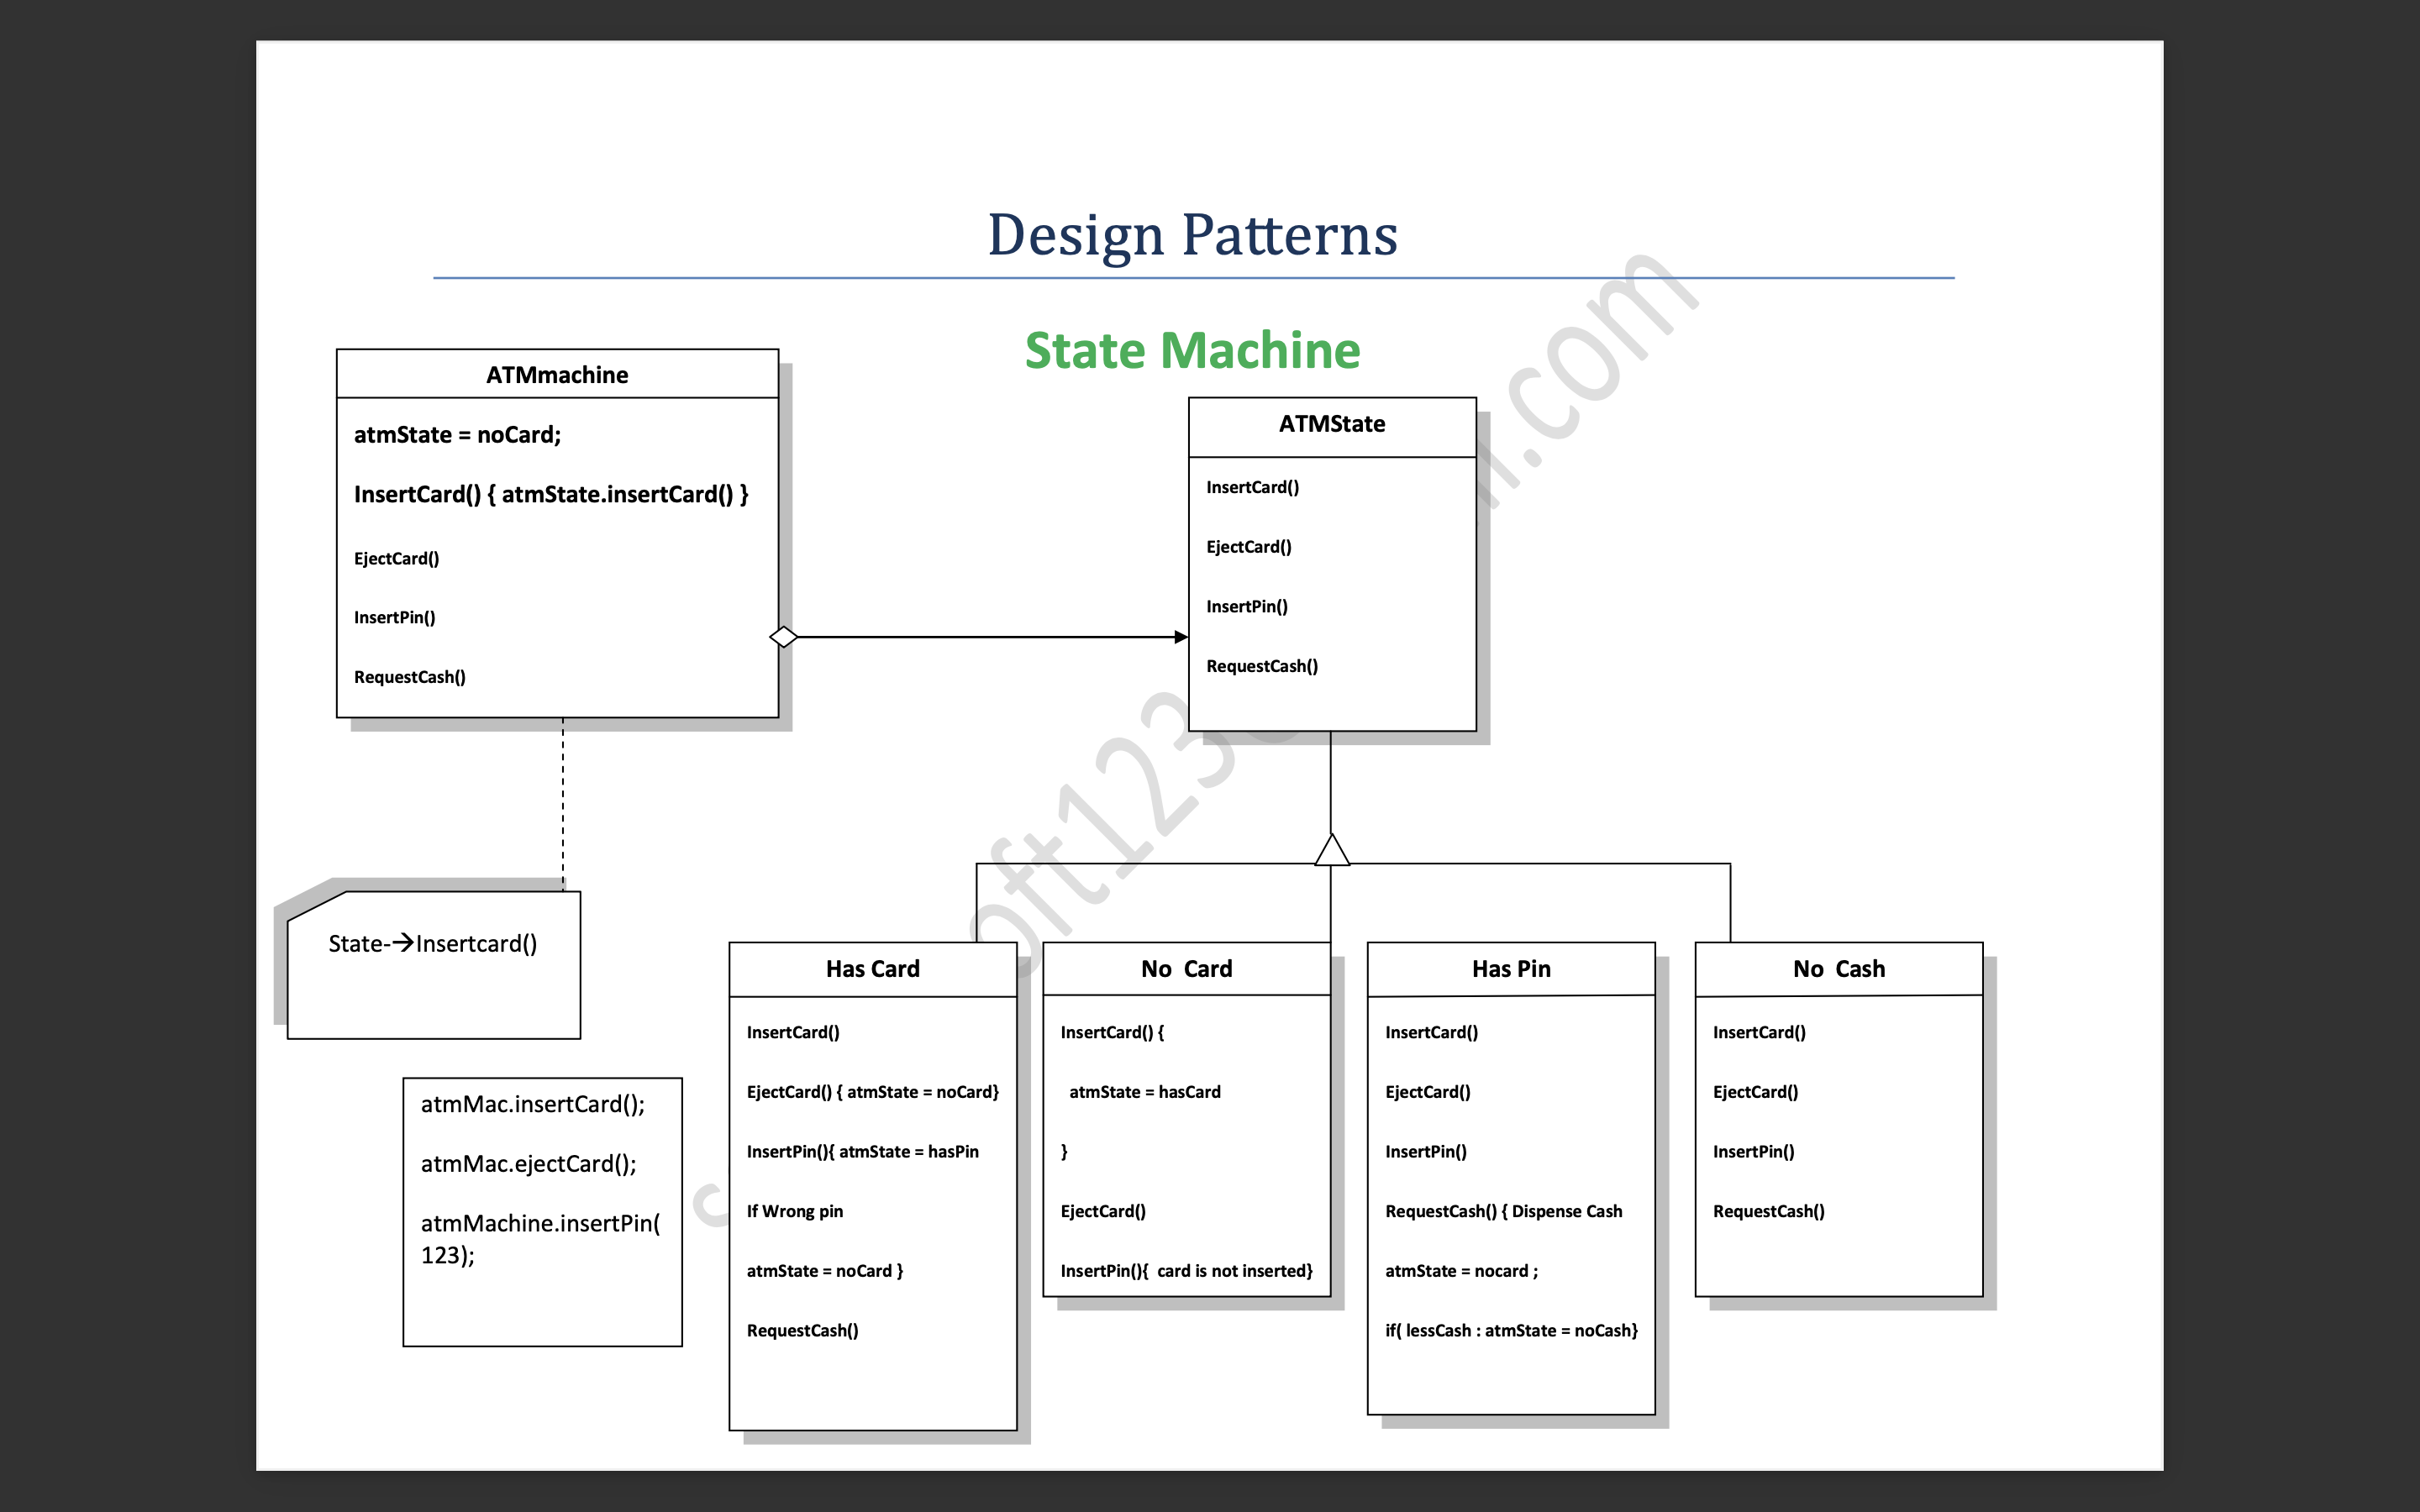 Design Patterns
State Machine
ATMmachine
atmState = noCard;
InsertCard() { atmState.insertCard() }
EjectCard()
InsertPin()
RequestCash()
ATMState
InsertCard()
EjectCard()
InsertPin()
RequestCash()
State-→Insertcard()
atmMac.insertCard();
atmMac.ejectCard();
atmMachine.insertPin(
123);
Has Card
InsertCard()
EjectCard() { atmState = noCard}
InsertPin(){ atmState = hasPin
If Wrong pin
atmState = noCard }
RequestCash()
No  Card
InsertCard() {
atmState = hasCard
}
EjectCard()
InsertPin(){  card is not inserted}
Has Pin
InsertCard()
EjectCard()
InsertPin()
RequestCash() { Dispense Cash
atmState = nocard ;
if( lessCash : atmState = noCash}
No  Cash
InsertCard()
EjectCard()
InsertPin()
RequestCash()